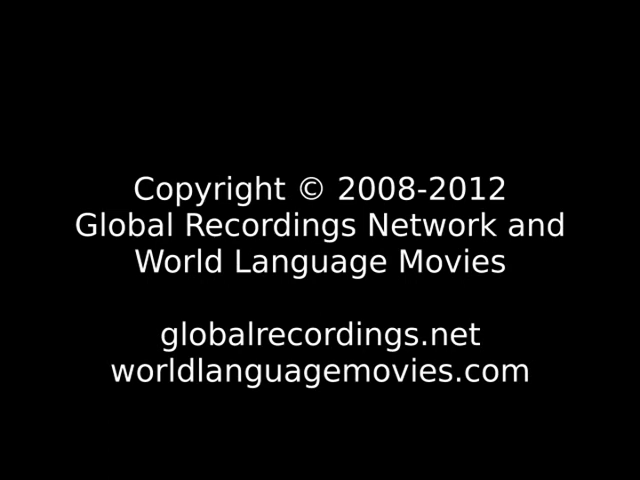 Copyright © 2008-2012
Global Recordings Network and
World Language Movies
globalrecordings.net
worldlanguagemovies.com